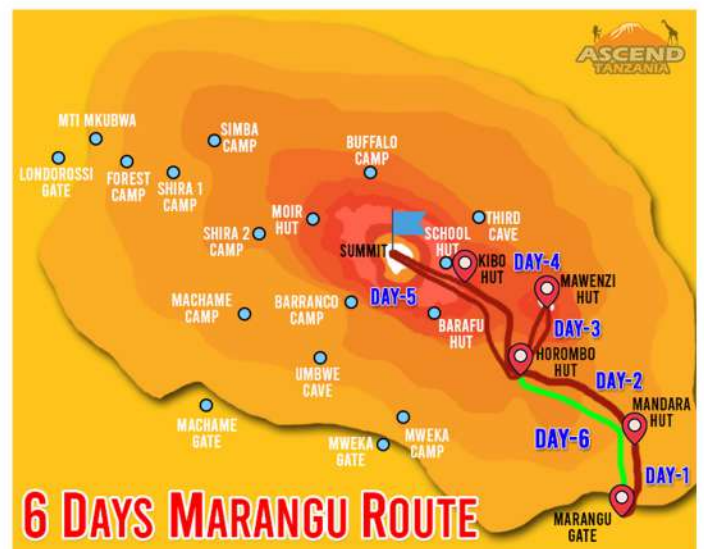 ASCEND
TANZANIA
MTI MKUBWA
LONDOROSSI
GATE
FOREST
CAMP
SHIRA 1
CAMP
SIMBA
CAMP
BUFFALO
CAMP
MOIR
HUT
SHIRA 2
CAMP
SUMMIT
SCHOOL
HUT
THIRD
CAVE
KIBO
HUT
DAY-4
MAWENZI
HUT
DAY-5
MACHAME
CAMP
BARRANCO
CAMP
BARAFU
HUT
DAY-3
HOROMBO
HUT
UMBWE
CAVE
DAY-2
MANDARA
HUT
MACHAME
GATE
MWEKA
GATE
MWEKA
CAMP
DAY-6
DAY-1
MARANGU
GATE
6 DAYS MARANGU ROUTE